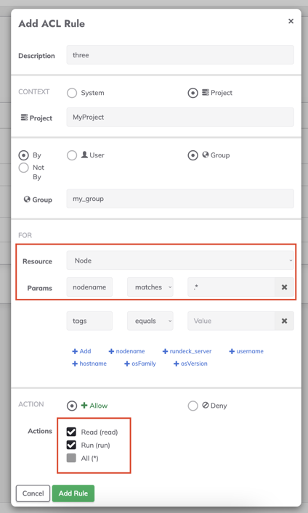 Add ACL Rule ×
Description three
CONTEXT System Project
Project MyProject
By User Group
Not By
Group my_group
FOR
Resource Node
Params nodename matches .*
tags equals Value
+ Add + nodename + rundeck_server + username
+ hostname + osFamily + osVersion
ACTION + Allow Deny
Actions Read (read)
Run (run)
All (*)
Cancel Add Rule